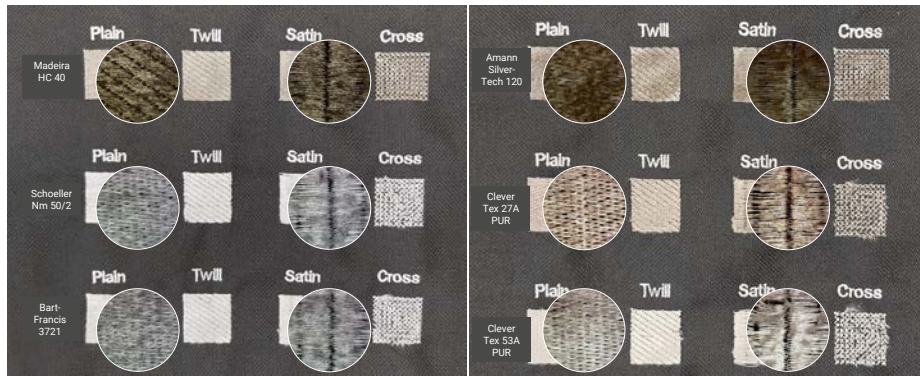 Plain Twill Satin Cross
Madeira
HC 40
Plain Twill Satin Cross
Schoeller
Nm 50/2
Plain Twill Satin Cross
Bart-
Francis
3721
Plain Twill Satin Cross
Amann
Silver-
Tech 120
Plain Twill Satin Cross
Clever
Tex 27A
PUR
Plain Twill Satin Cross
Clever
Tex 53A
PUR